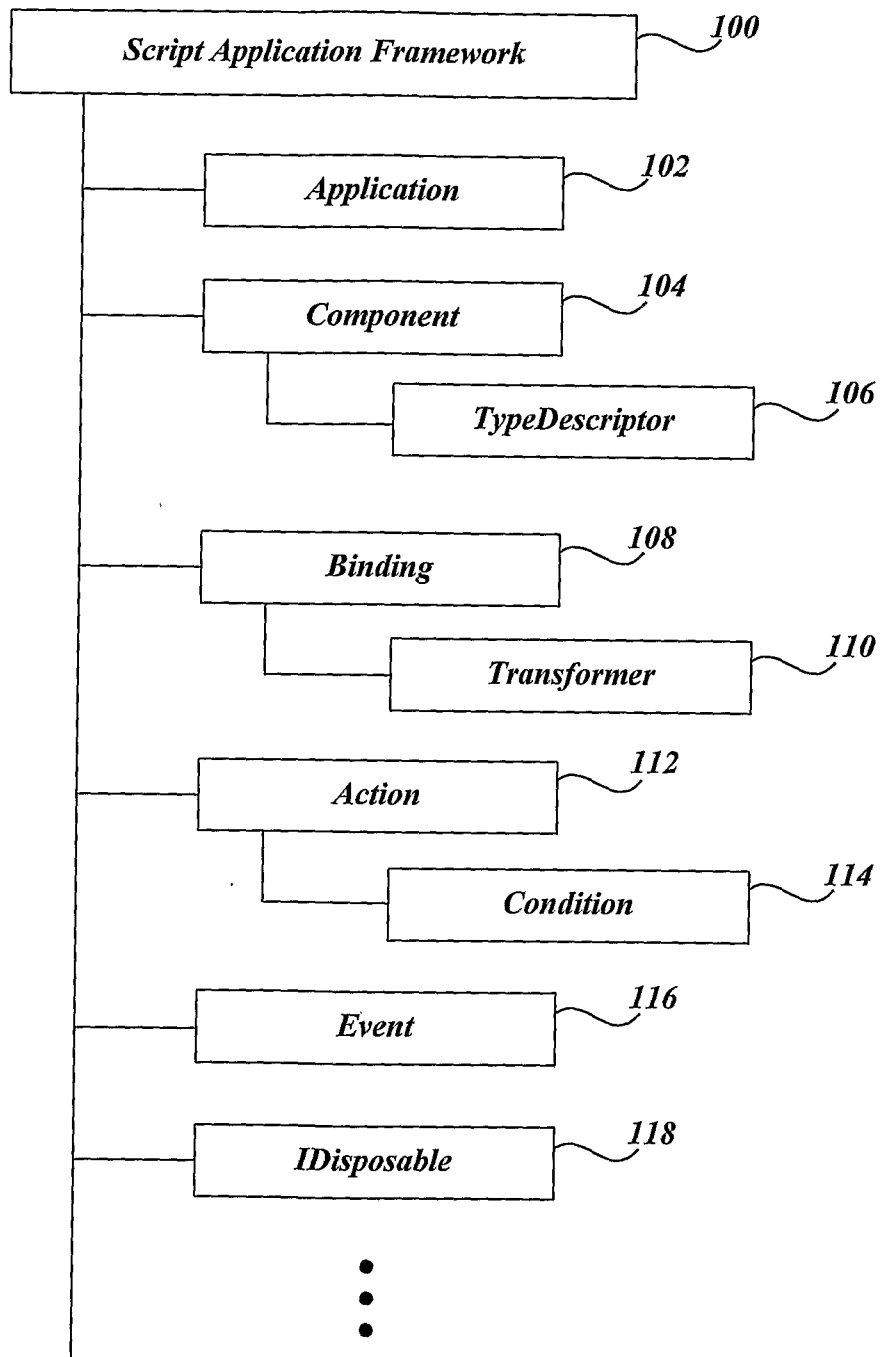 Script Application Framework
100
Application
102
Component
104
TypeDescriptor
106
Binding
108
Transformer
110
Action
112
Condition
114
Event
116
IDisposable
118